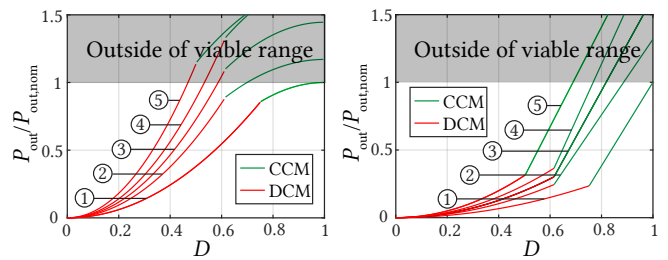 1.5
Outside of viable range
1
P_out/P_out,nom
⑤
④
0.5
③
②
①
CCM
DCM
0
0 0.2 0.4 0.6 0.8 1
D
1.5
Outside of viable range
1
P_out/P_out,nom
⑤
CCM
DCM
④
0.5
③
②
①
0
0 0.2 0.4 0.6 0.8 1
D